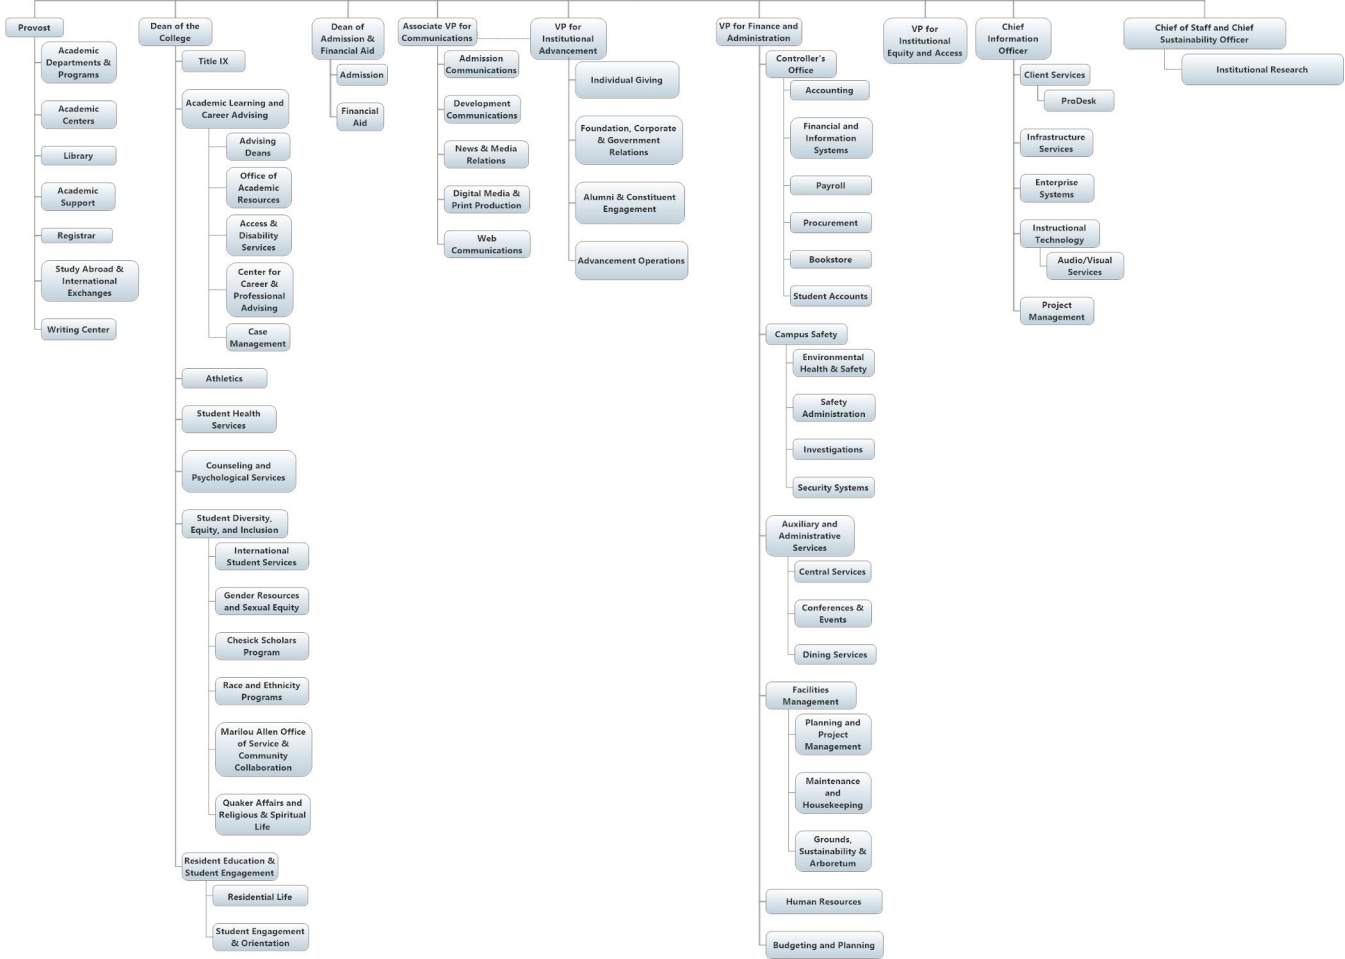 Provost
Academic
Departments &
Programs
Academic
Centers
Library
Academic
Support
Registrar
Study Abroad &
International
Exchanges
Writing Center
Dean of the
College
Title IX
Academic Learning and
Career Advising
Advising
Deans
Office of
Academic
Resources
Access &
Disability
Services
Center for
Career &
Professional
Advising
Case
Management
Athletics
Student Health
Services
Counseling and
Psychological Services
Student Diversity,
Equity, and Inclusion
International
Student Services
Gender Resources
and Sexual Equity
Chesick Scholars
Program
Race and Ethnicity
Programs
Marilou Allen Office
of Service &
Community
Collaboration
Quaker Affairs and
Religious & Spiritual
Life
Resident Education &
Student Engagement
Residential Life
Student Engagement
& Orientation
Dean of
Admission &
Financial Aid
Admission
Financial
Aid
Associate VP for
Communications
Admission
Communications
Development
Communications
News & Media
Relations
Digital Media &
Print Production
Web
Communications
VP for
Institutional
Advancement
Individual Giving
Foundation, Corporate
& Government
Relations
Alumni & Constituent
Engagement
Advancement Operations
VP for Finance and
Administration
Controller's
Office
Accounting
Financial and
Information
Systems
Payroll
Procurement
Bookstore
Student Accounts
Campus Safety
Environmental
Health & Safety
Safety
Administration
Investigations
Security Systems
Auxiliary and
Administrative
Services
Central Services
Conferences &
Events
Dining Services
Facilities
Management
Planning and
Project
Management
Maintenance
and
Housekeeping
Grounds,
Sustainability &
Arboretum
Human Resources
Budgeting and Planning
VP for
Institutional
Equity and Access
Chief
Information
Officer
Client Services
ProDesk
Infrastructure
Services
Enterprise
Systems
Instructional
Technology
Audio/Visual
Services
Project
Management
Chief of Staff and Chief
Sustainability Officer
Institutional Research